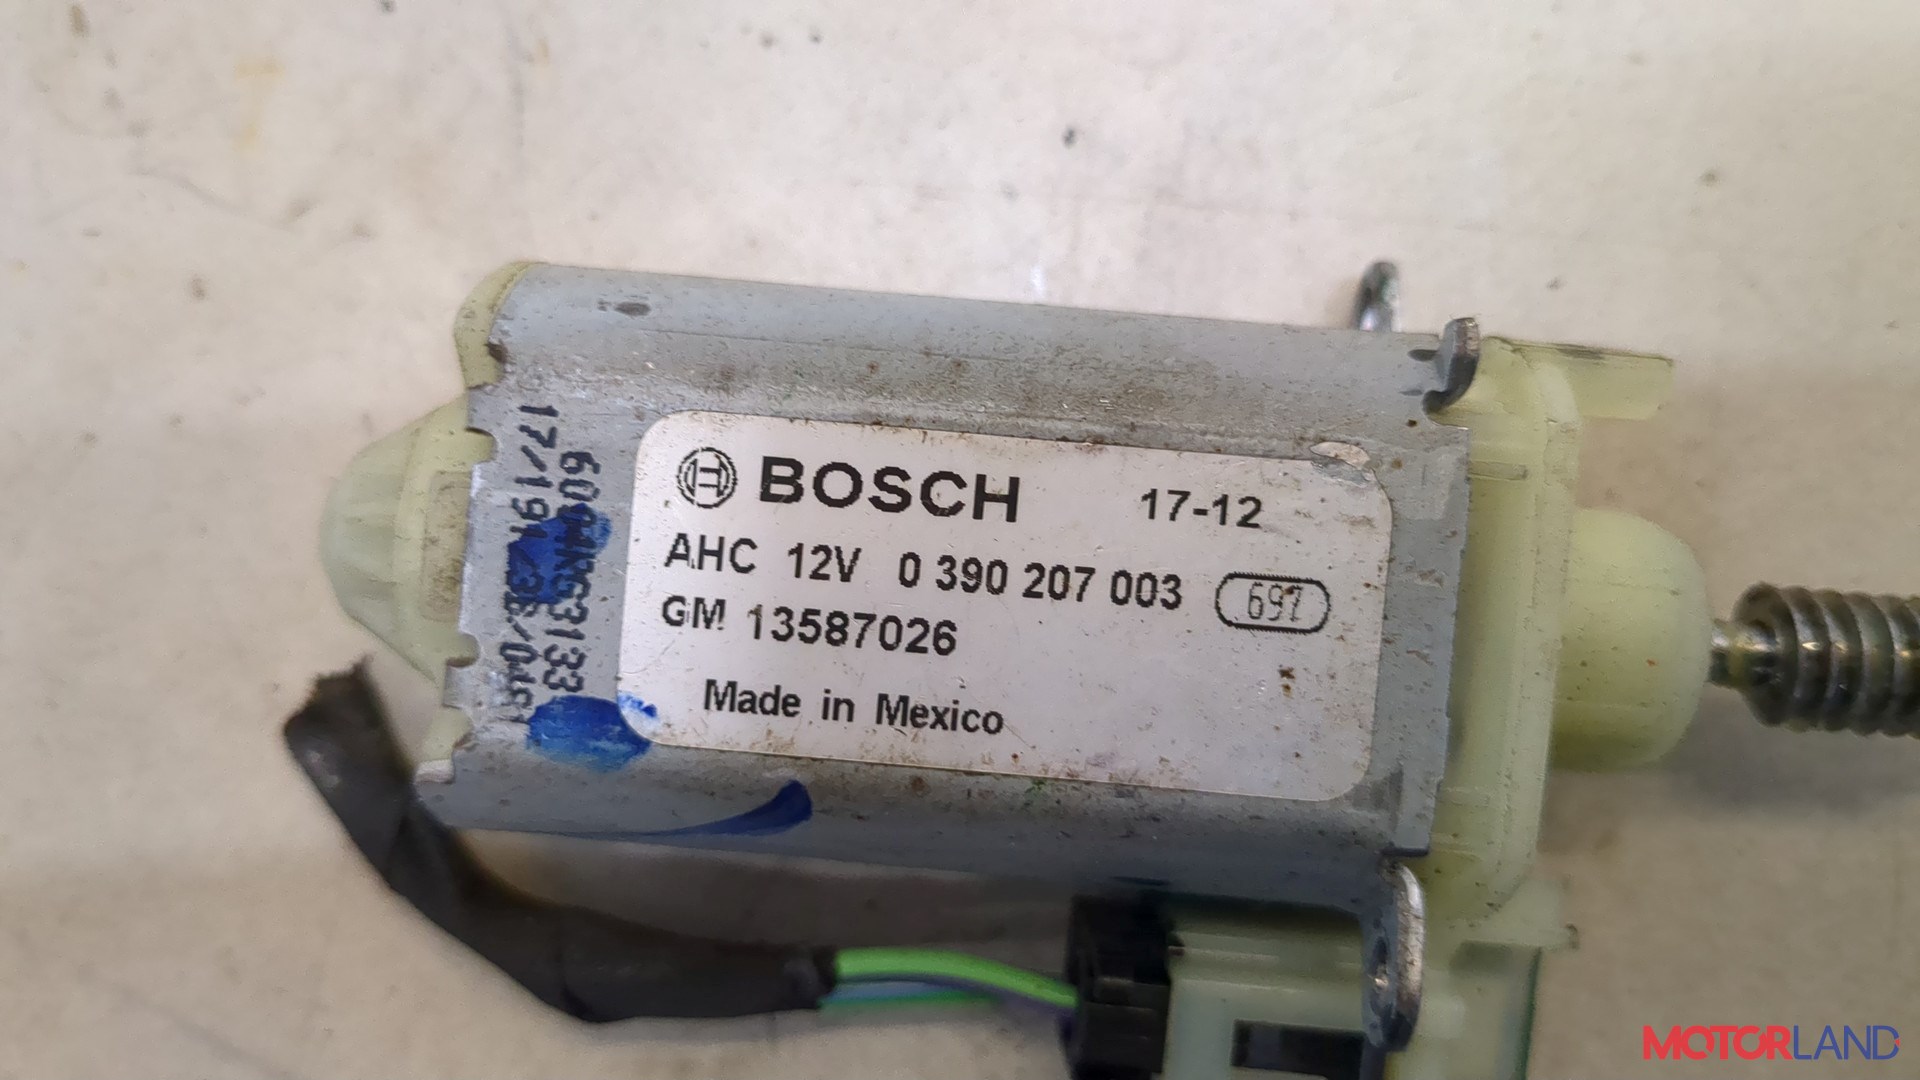 BOSCH 17-12
AHC 12V 0 390 207 003 697
GM 13587026
Made in Mexico
MOTORLAND